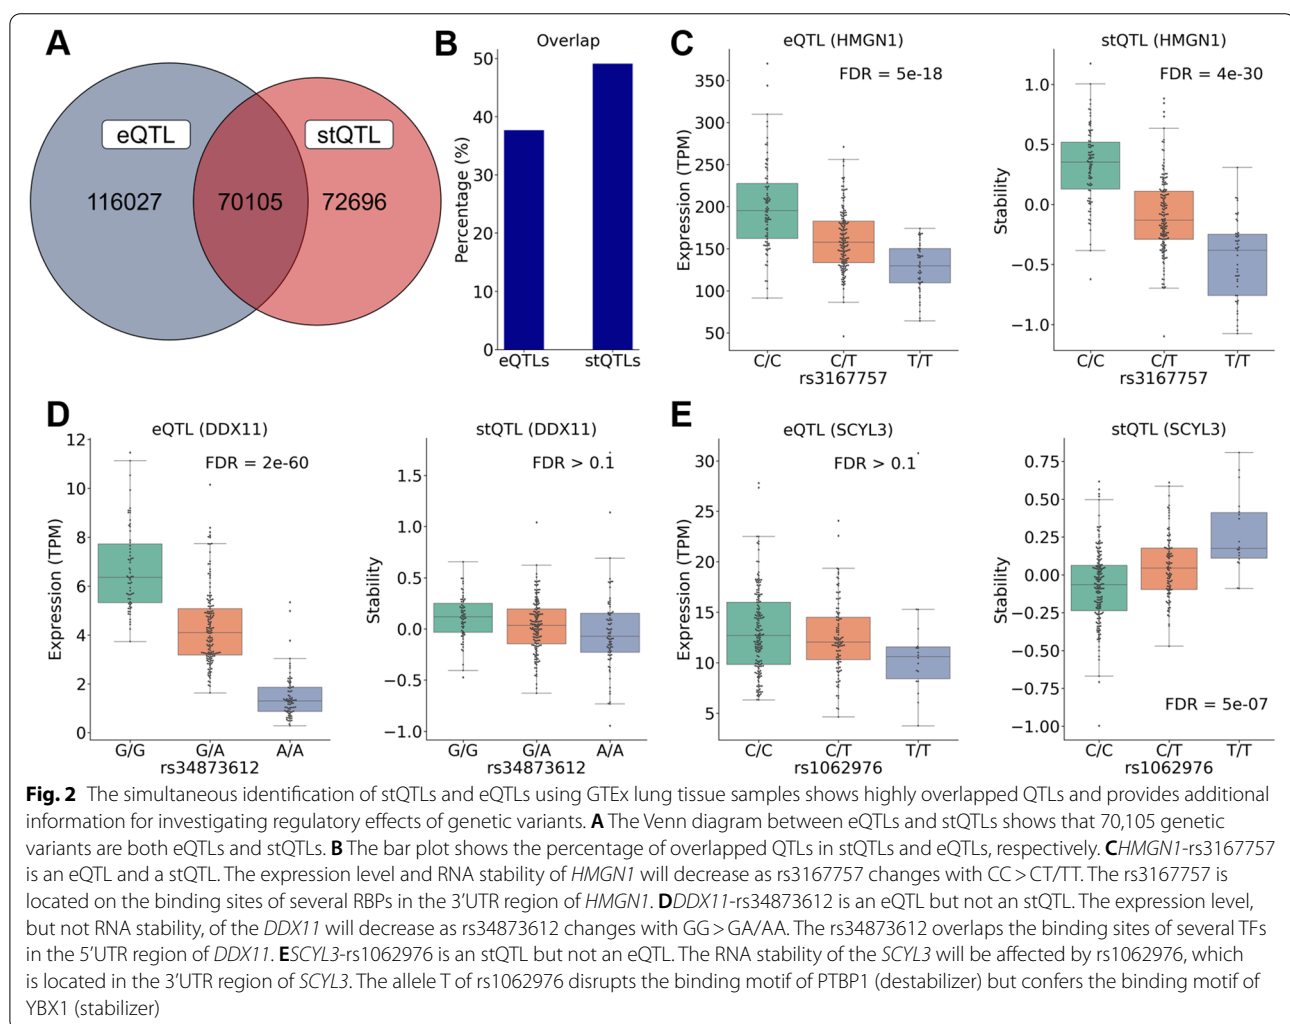 A
eQTL
stQTL
116027
70105
72696
B
Overlap
Percentage (%)
50
40
30
20
10
0
eQTLs
stQTLs
C
eQTL (HMGN1)
FDR = 5e-18
Expression (TPM)
350
300
250
200
150
100
50
C/C
C/T
T/T
rs3167757
stQTL (HMGN1)
FDR = 4e-30
Stability
1.0
0.5
0.0
−0.5
−1.0
C/C
C/T
T/T
rs3167757
D
eQTL (DDX11)
FDR = 2e-60
Expression (TPM)
12
10
8
6
4
2
0
G/G
G/A
A/A
rs34873612
stQTL (DDX11)
FDR > 0.1
Stability
1.5
1.0
0.5
0.0
−0.5
−1.0
G/G
G/A
A/A
rs34873612
E
eQTL (SCYL3)
FDR > 0.1
Expression (TPM)
30
25
20
15
10
5
C/C
C/T
T/T
rs1062976
stQTL (SCYL3)
FDR = 5e-07
Stability
0.75
0.50
0.25
0.00
−0.25
−0.50
−0.75
−1.00
C/C
C/T
T/T
rs1062976
Fig. 2 The simultaneous identification of stQTLs and eQTLs using GTEx lung tissue samples shows highly overlapped QTLs and provides additional
information for investigating regulatory effects of genetic variants. A The Venn diagram between eQTLs and stQTLs shows that 70,105 genetic
variants are both eQTLs and stQTLs. B The bar plot shows the percentage of overlapped QTLs in stQTLs and eQTLs, respectively. CHMGN1-rs3167757
is an eQTL and a stQTL. The expression level and RNA stability of HMGN1 will decrease as rs3167757 changes with CC > CT/TT. The rs3167757 is
located on the binding sites of several RBPs in the 3'UTR region of HMGN1. DDDX11-rs34873612 is an eQTL but not an stQTL. The expression level,
but not RNA stability, of the DDX11 will decrease as rs34873612 changes with GG > GA/AA. The rs34873612 overlaps the binding sites of several TFs
in the 5'UTR region of DDX11. ESCYL3-rs1062976 is an stQTL but not an eQTL. The RNA stability of the SCYL3 will be affected by rs1062976, which
is located in the 3'UTR region of SCYL3. The allele T of rs1062976 disrupts the binding motif of PTBP1 (destabilizer) but confers the binding motif of
YBX1 (stabilizer)